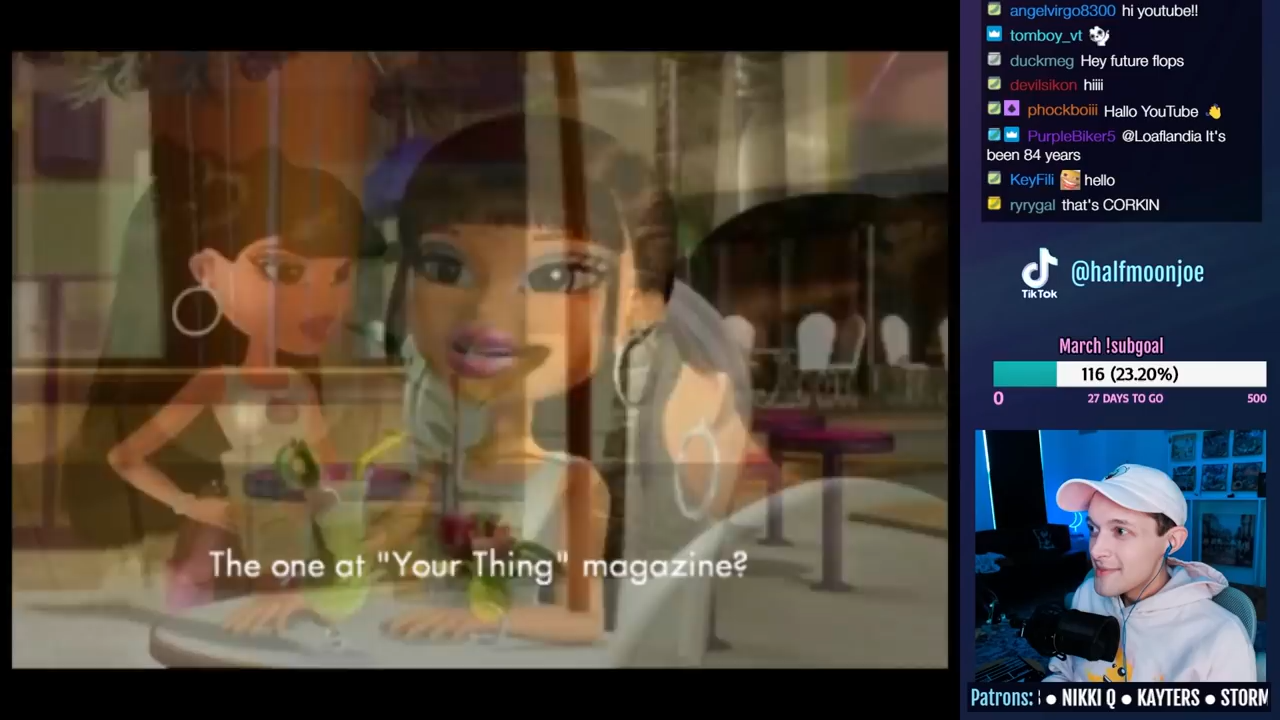 angelvirgo8300 hi youtube!!
tomboy_vt
duckmeg Hey future flops
devilsikon hiiii
phockboiii Hallo YouTube
PurpleBiker5 @Loaflandia It's
been 84 years
KeyFili hello
ryrygal that's CORKIN
TikTok
@halfmoonjoe
March !subgoal
116 (23.20%)
0 27 DAYS TO GO 500
The one at "Your Thing" magazine?
Patrons: ● NIKKI Q ● KAYTERS ● STORM